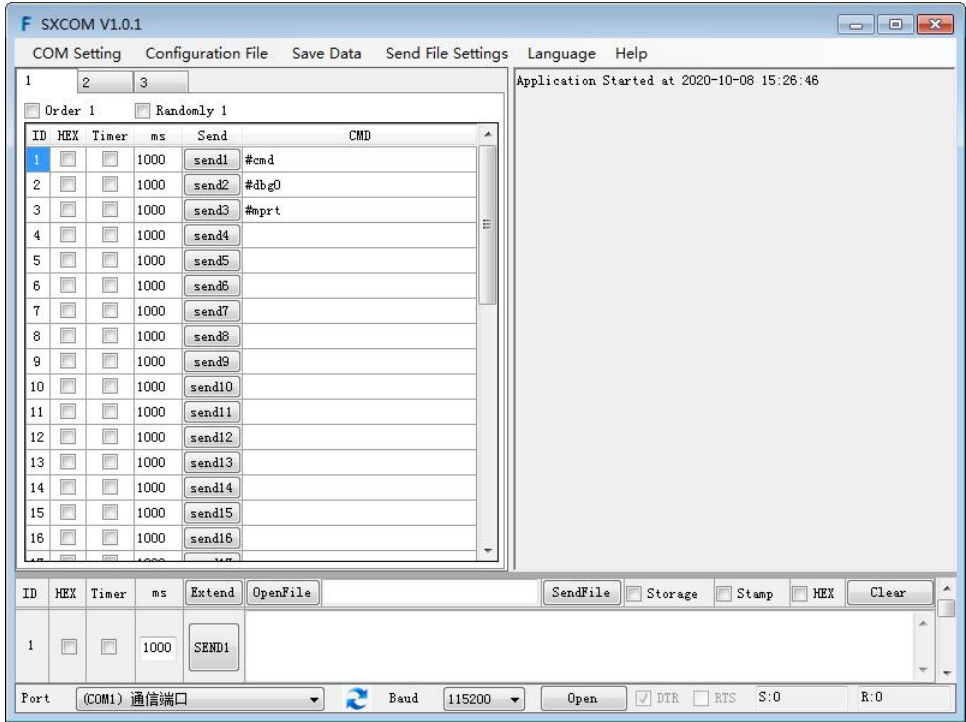 F SXCOM V1.0.1
COM Setting Configuration File Save Data Send File Settings Language Help
1 2 3
Application Started at 2020-10-08 15:26:46
Order 1 Randomly 1
ID HEX Timer ms Send CMD
1 1000 send1 #cmd
2 1000 send2 #dbg0
3 1000 send3 #mprt
4 1000 send4
5 1000 send5
6 1000 send6
7 1000 send7
8 1000 send8
9 1000 send9
10 1000 send10
11 1000 send11
12 1000 send12
13 1000 send13
14 1000 send14
15 1000 send15
16 1000 send16
ID HEX Timer ms Extend OpenFile SendFile Storage Stamp HEX Clear
1 1000 SEND1
Port (COM1) 通信端口 Baud 115200 Open DTR RTS S:0 R:0